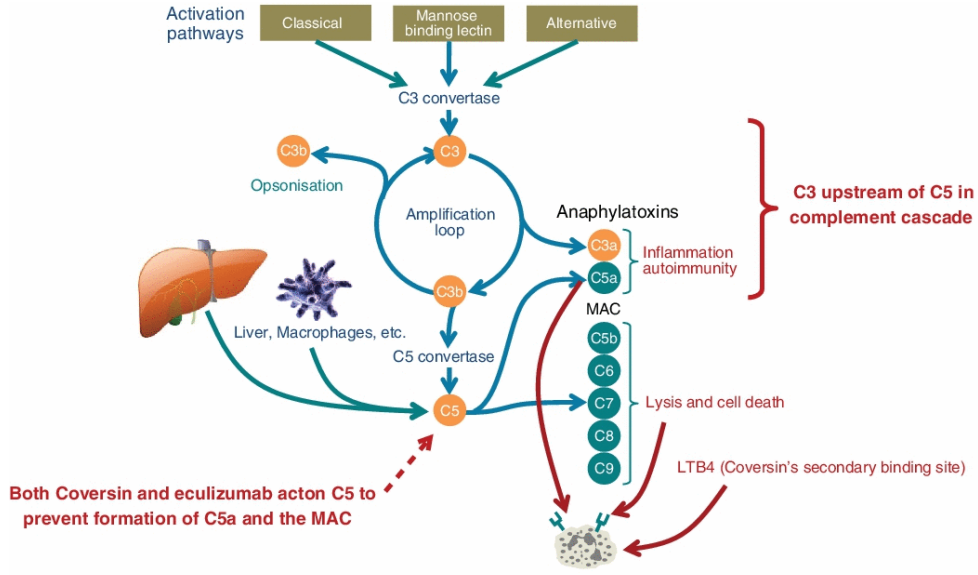 Activation
pathways
Classical
Mannose
binding lectin
Alternative
C3 convertase
C3b
C3
Opsonisation
Amplification
loop
Anaphylatoxins
C3a
C5a
Inflammation
autoimmunity
C3 upstream of C5 in
complement cascade
C3b
MAC
Liver, Macrophages, etc.
C5 convertase
C5
C5b
C6
C7
C8
C9
Lysis and cell death
LTB4 (Coversin's secondary binding site)
Both Coversin and eculizumab acton C5 to
prevent formation of C5a and the MAC